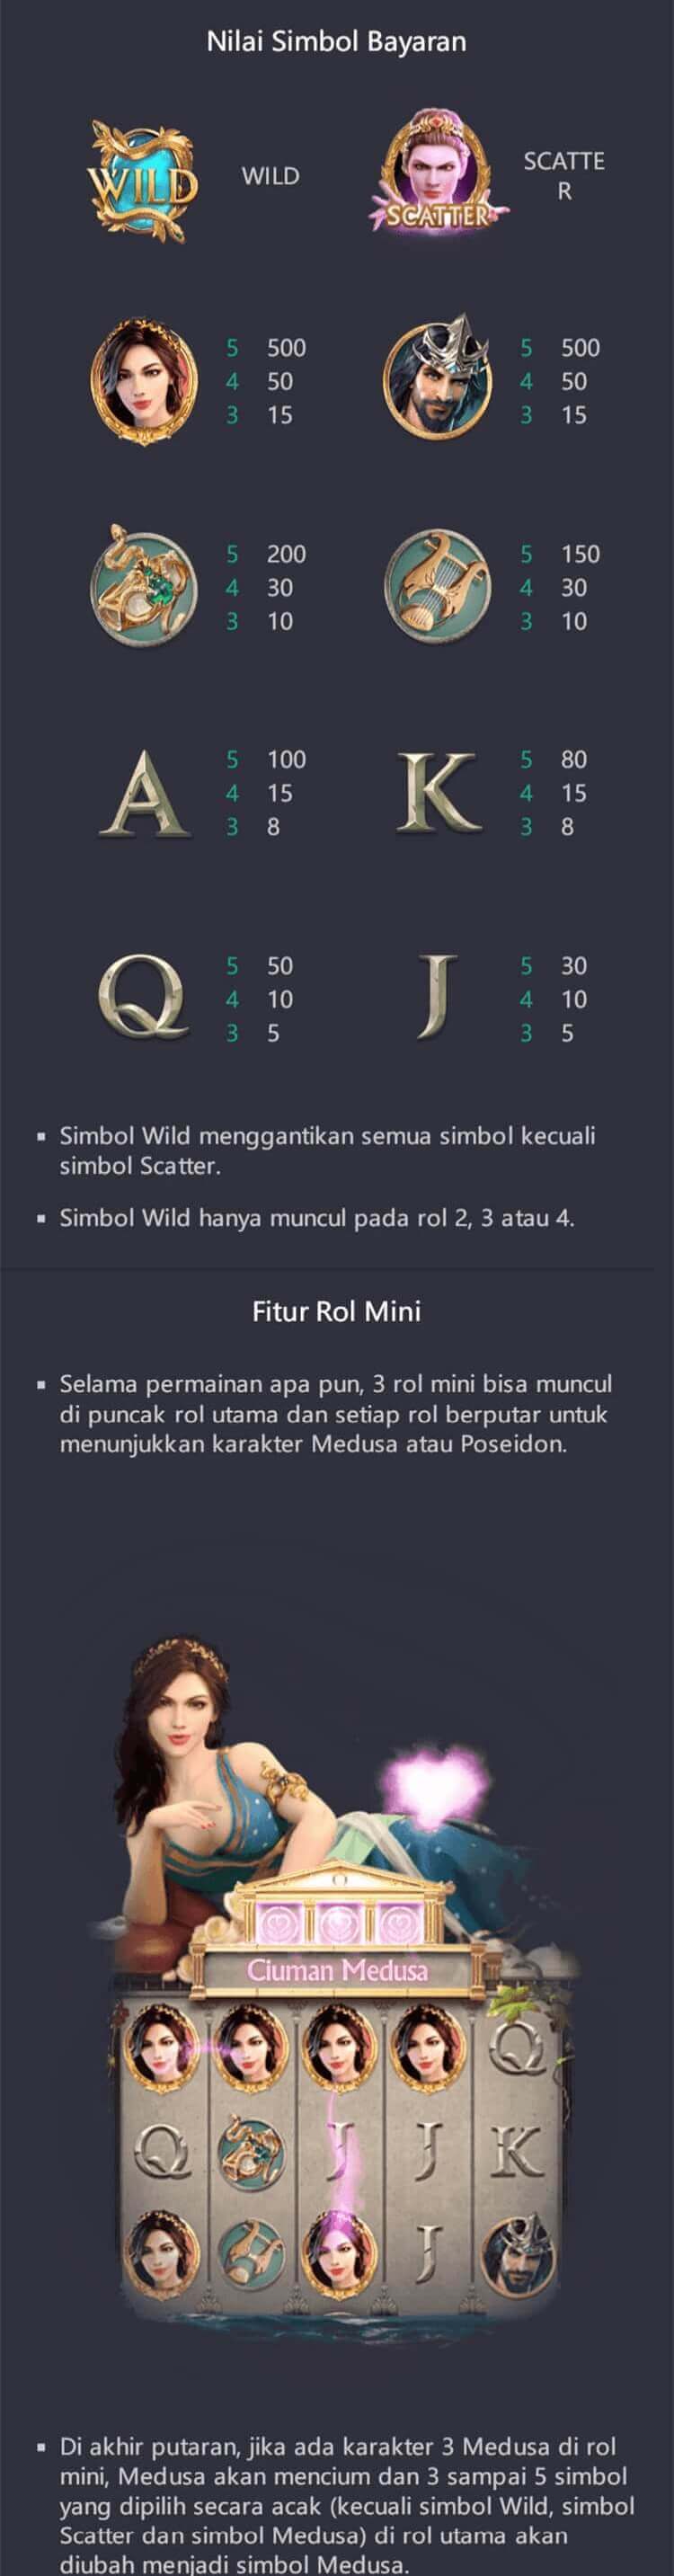 Nilai Simbol Bayaran
WILD
WILD
SCATTER
SCATTE
R
5 500
4 50
3 15
5 500
4 50
3 15
5 200
4 30
3 10
5 150
4 30
3 10
A
5 100
4 15
3 8
K
5 80
4 15
3 8
Q
5 50
4 10
3 5
J
5 30
4 10
3 5
▪ Simbol Wild menggantikan semua simbol kecuali
simbol Scatter.
▪ Simbol Wild hanya muncul pada rol 2, 3 atau 4.
Fitur Rol Mini
▪ Selama permainan apa pun, 3 rol mini bisa muncul
di puncak rol utama dan setiap rol berputar untuk
menunjukkan karakter Medusa atau Poseidon.
Ciuman Medusa
Q
Q J J K
J
▪ Di akhir putaran, jika ada karakter 3 Medusa di rol
mini, Medusa akan mencium dan 3 sampai 5 simbol
yang dipilih secara acak (kecuali simbol Wild, simbol
Scatter dan simbol Medusa) di rol utama akan
diubah menjadi simbol Medusa.